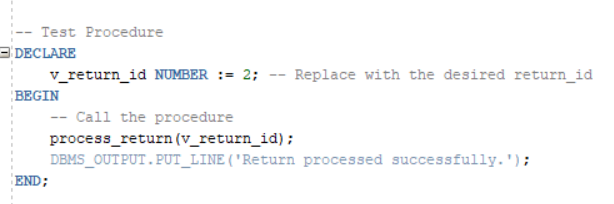 -- Test Procedure
DECLARE
    v_return_id NUMBER := 2; -- Replace with the desired return_id
BEGIN
    -- Call the procedure
    process_return(v_return_id);
    DBMS_OUTPUT.PUT_LINE('Return processed successfully.');
END;